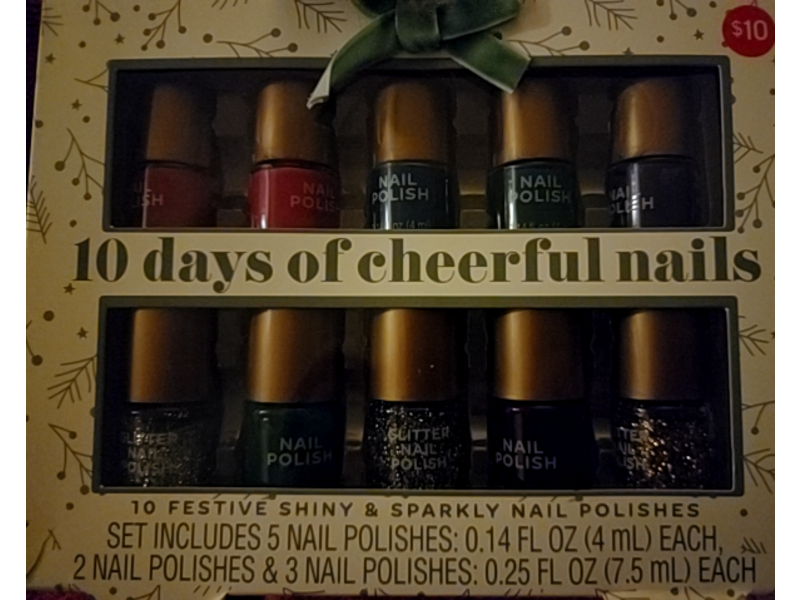 $10
NAIL
POLISH
NAIL
POLISH
NAIL
POLISH
NAIL
POLISH
10 days of cheerful nails
GLITTER
NAIL
POLISH
NAIL
POLISH
GLITTER
NAIL
POLISH
NAIL
POLISH
10 FESTIVE SHINY & SPARKLY NAIL POLISHES
SET INCLUDES 5 NAIL POLISHES: 0.14 FL OZ (4 mL) EACH,
2 NAIL POLISHES & 3 NAIL POLISHES: 0.25 FL OZ (7.5 mL) EACH